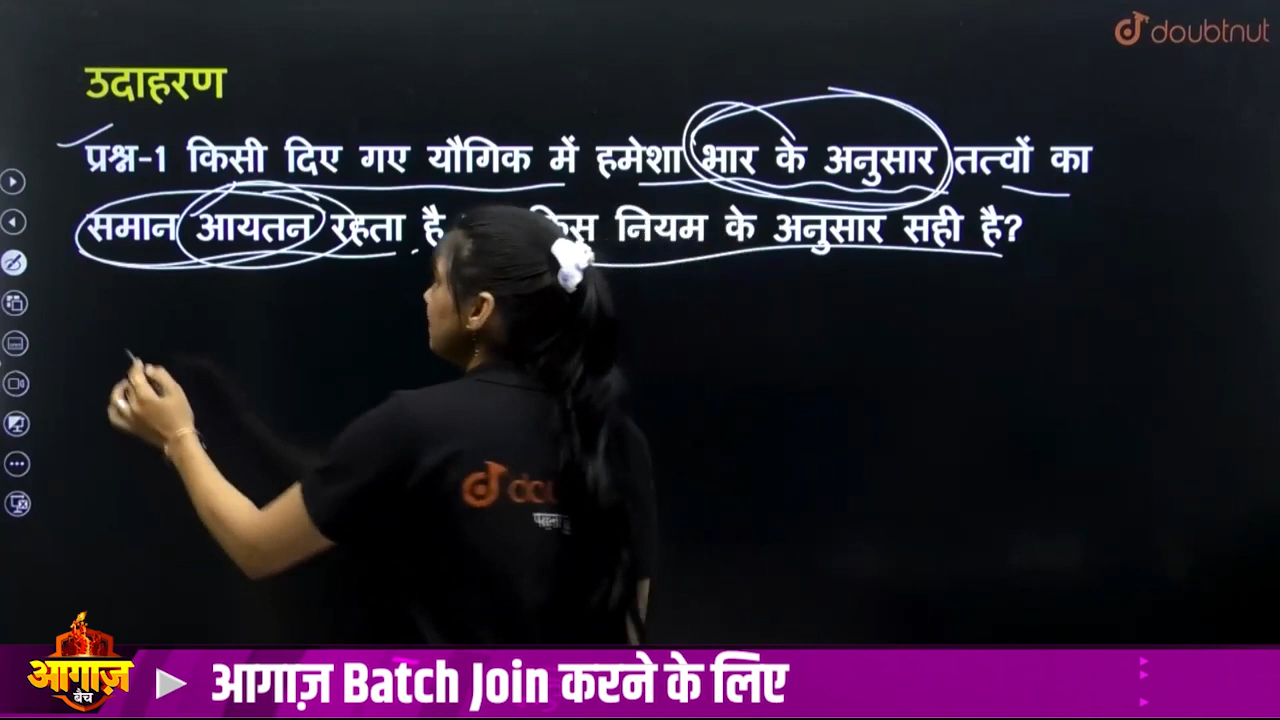 doubtnut
उदाहरण
प्रश्न-1 किसी दिए गए यौगिक में हमेशा भार के अनुसार तत्वों का
समान आयतन रहता है किस नियम के अनुसार सही है?
आगाज़
बैच
आगाज़ Batch Join करने के लिए